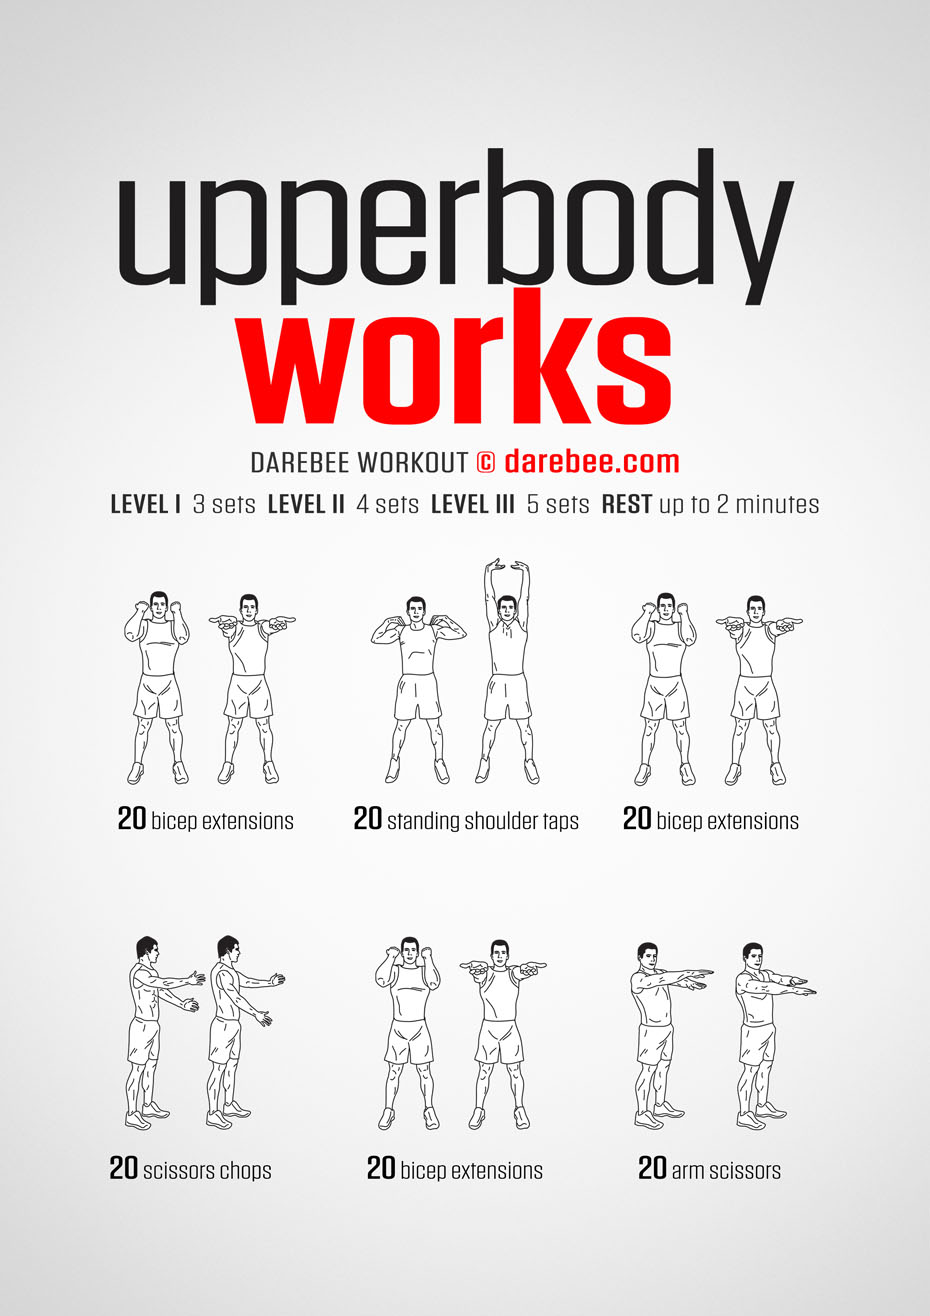 upperbody
works
DAREBEE WORKOUT © darebee.com
LEVEL I 3 sets LEVEL II 4 sets LEVEL III 5 sets REST up to 2 minutes
20 bicep extensions
20 standing shoulder taps
20 bicep extensions
20 scissors chops
20 bicep extensions
20 arm scissors